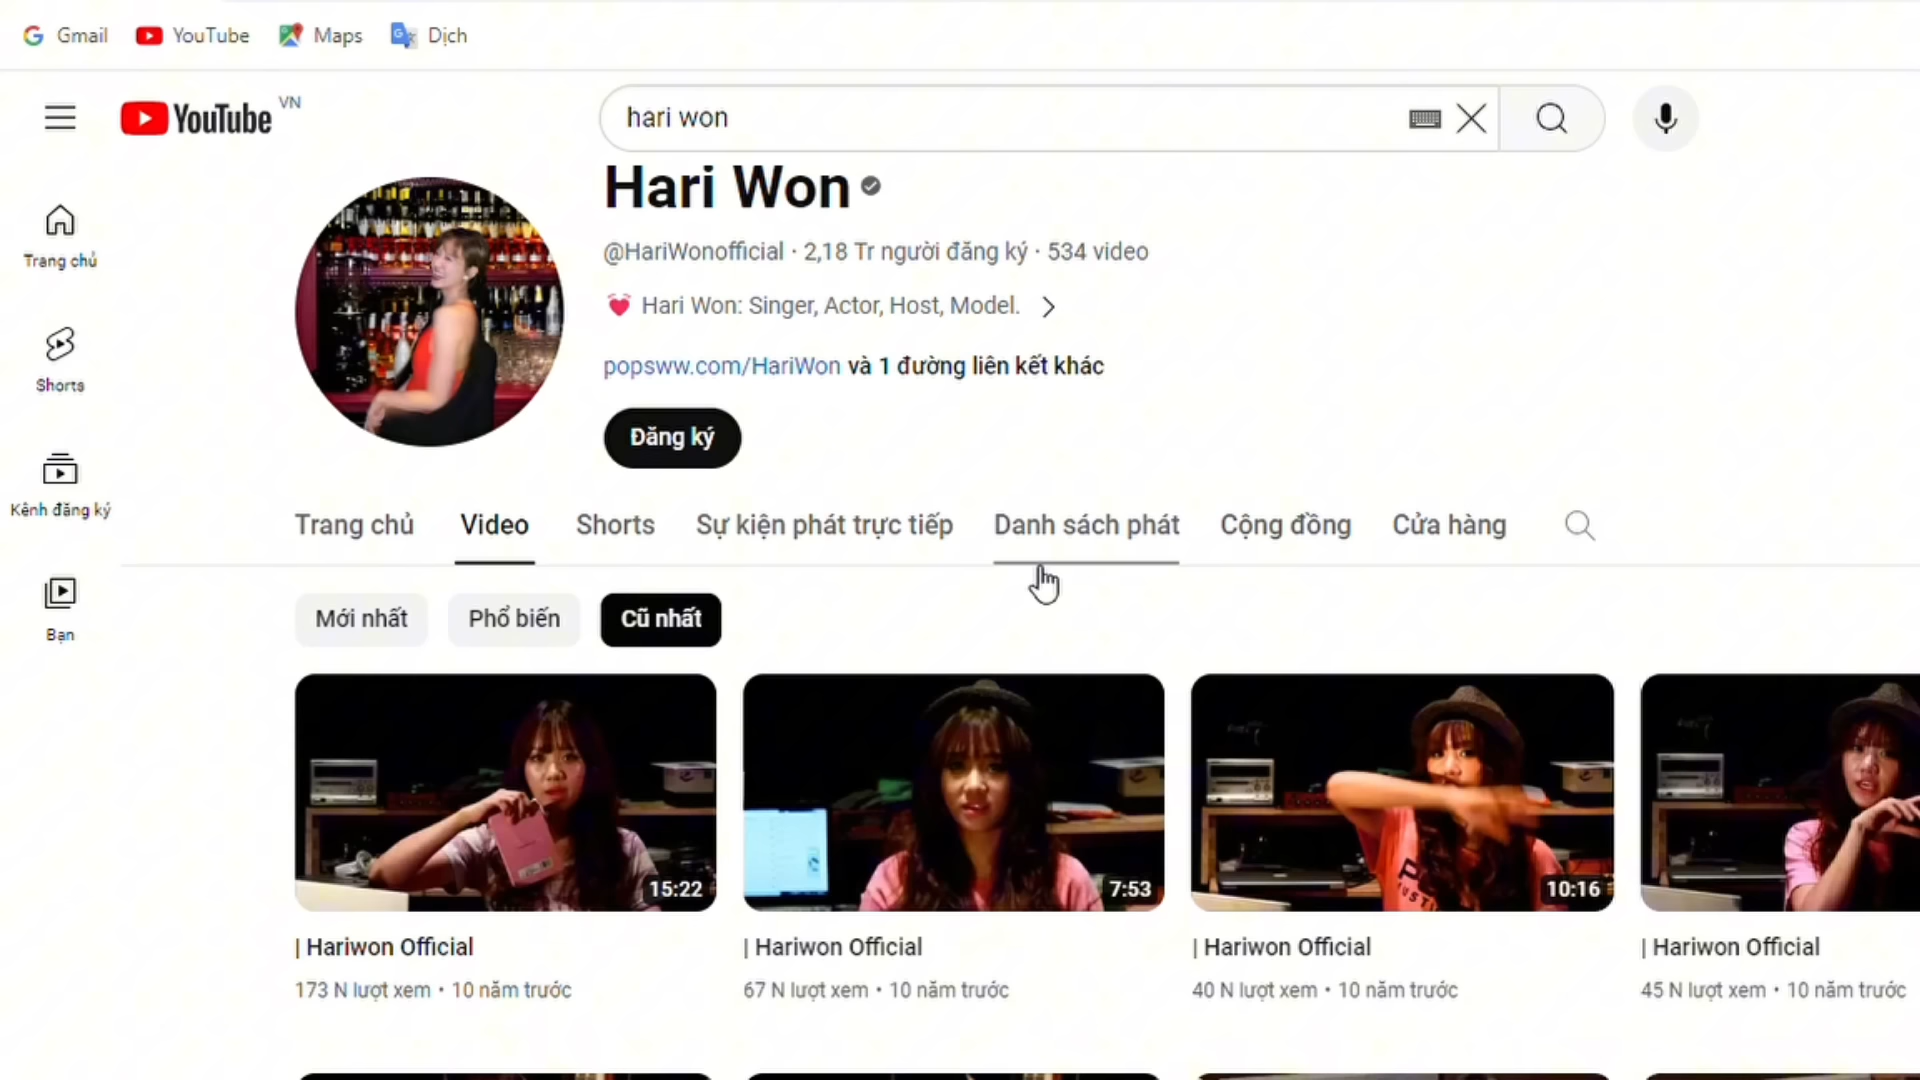 Gmail YouTube Maps Dịch
YouTube VN
hari won
Hari Won
@HariWonofficial · 2,18 Tr người đăng ký · 534 video
Hari Won: Singer, Actor, Host, Model.
popsww.com/HariWon và 1 đường liên kết khác
Đăng ký
Trang chủ
Shorts
Kênh đăng ký
Bạn
Trang chủ Video Shorts Sự kiện phát trực tiếp Danh sách phát Cộng đồng Cửa hàng
Mới nhất Phổ biến Cũ nhất
15:22 7:53 10:16
| Hariwon Official | Hariwon Official | Hariwon Official | Hariwon Official
173 N lượt xem • 10 năm trước 67 N lượt xem • 10 năm trước 40 N lượt xem • 10 năm trước 45 N lượt xem • 10 năm trước